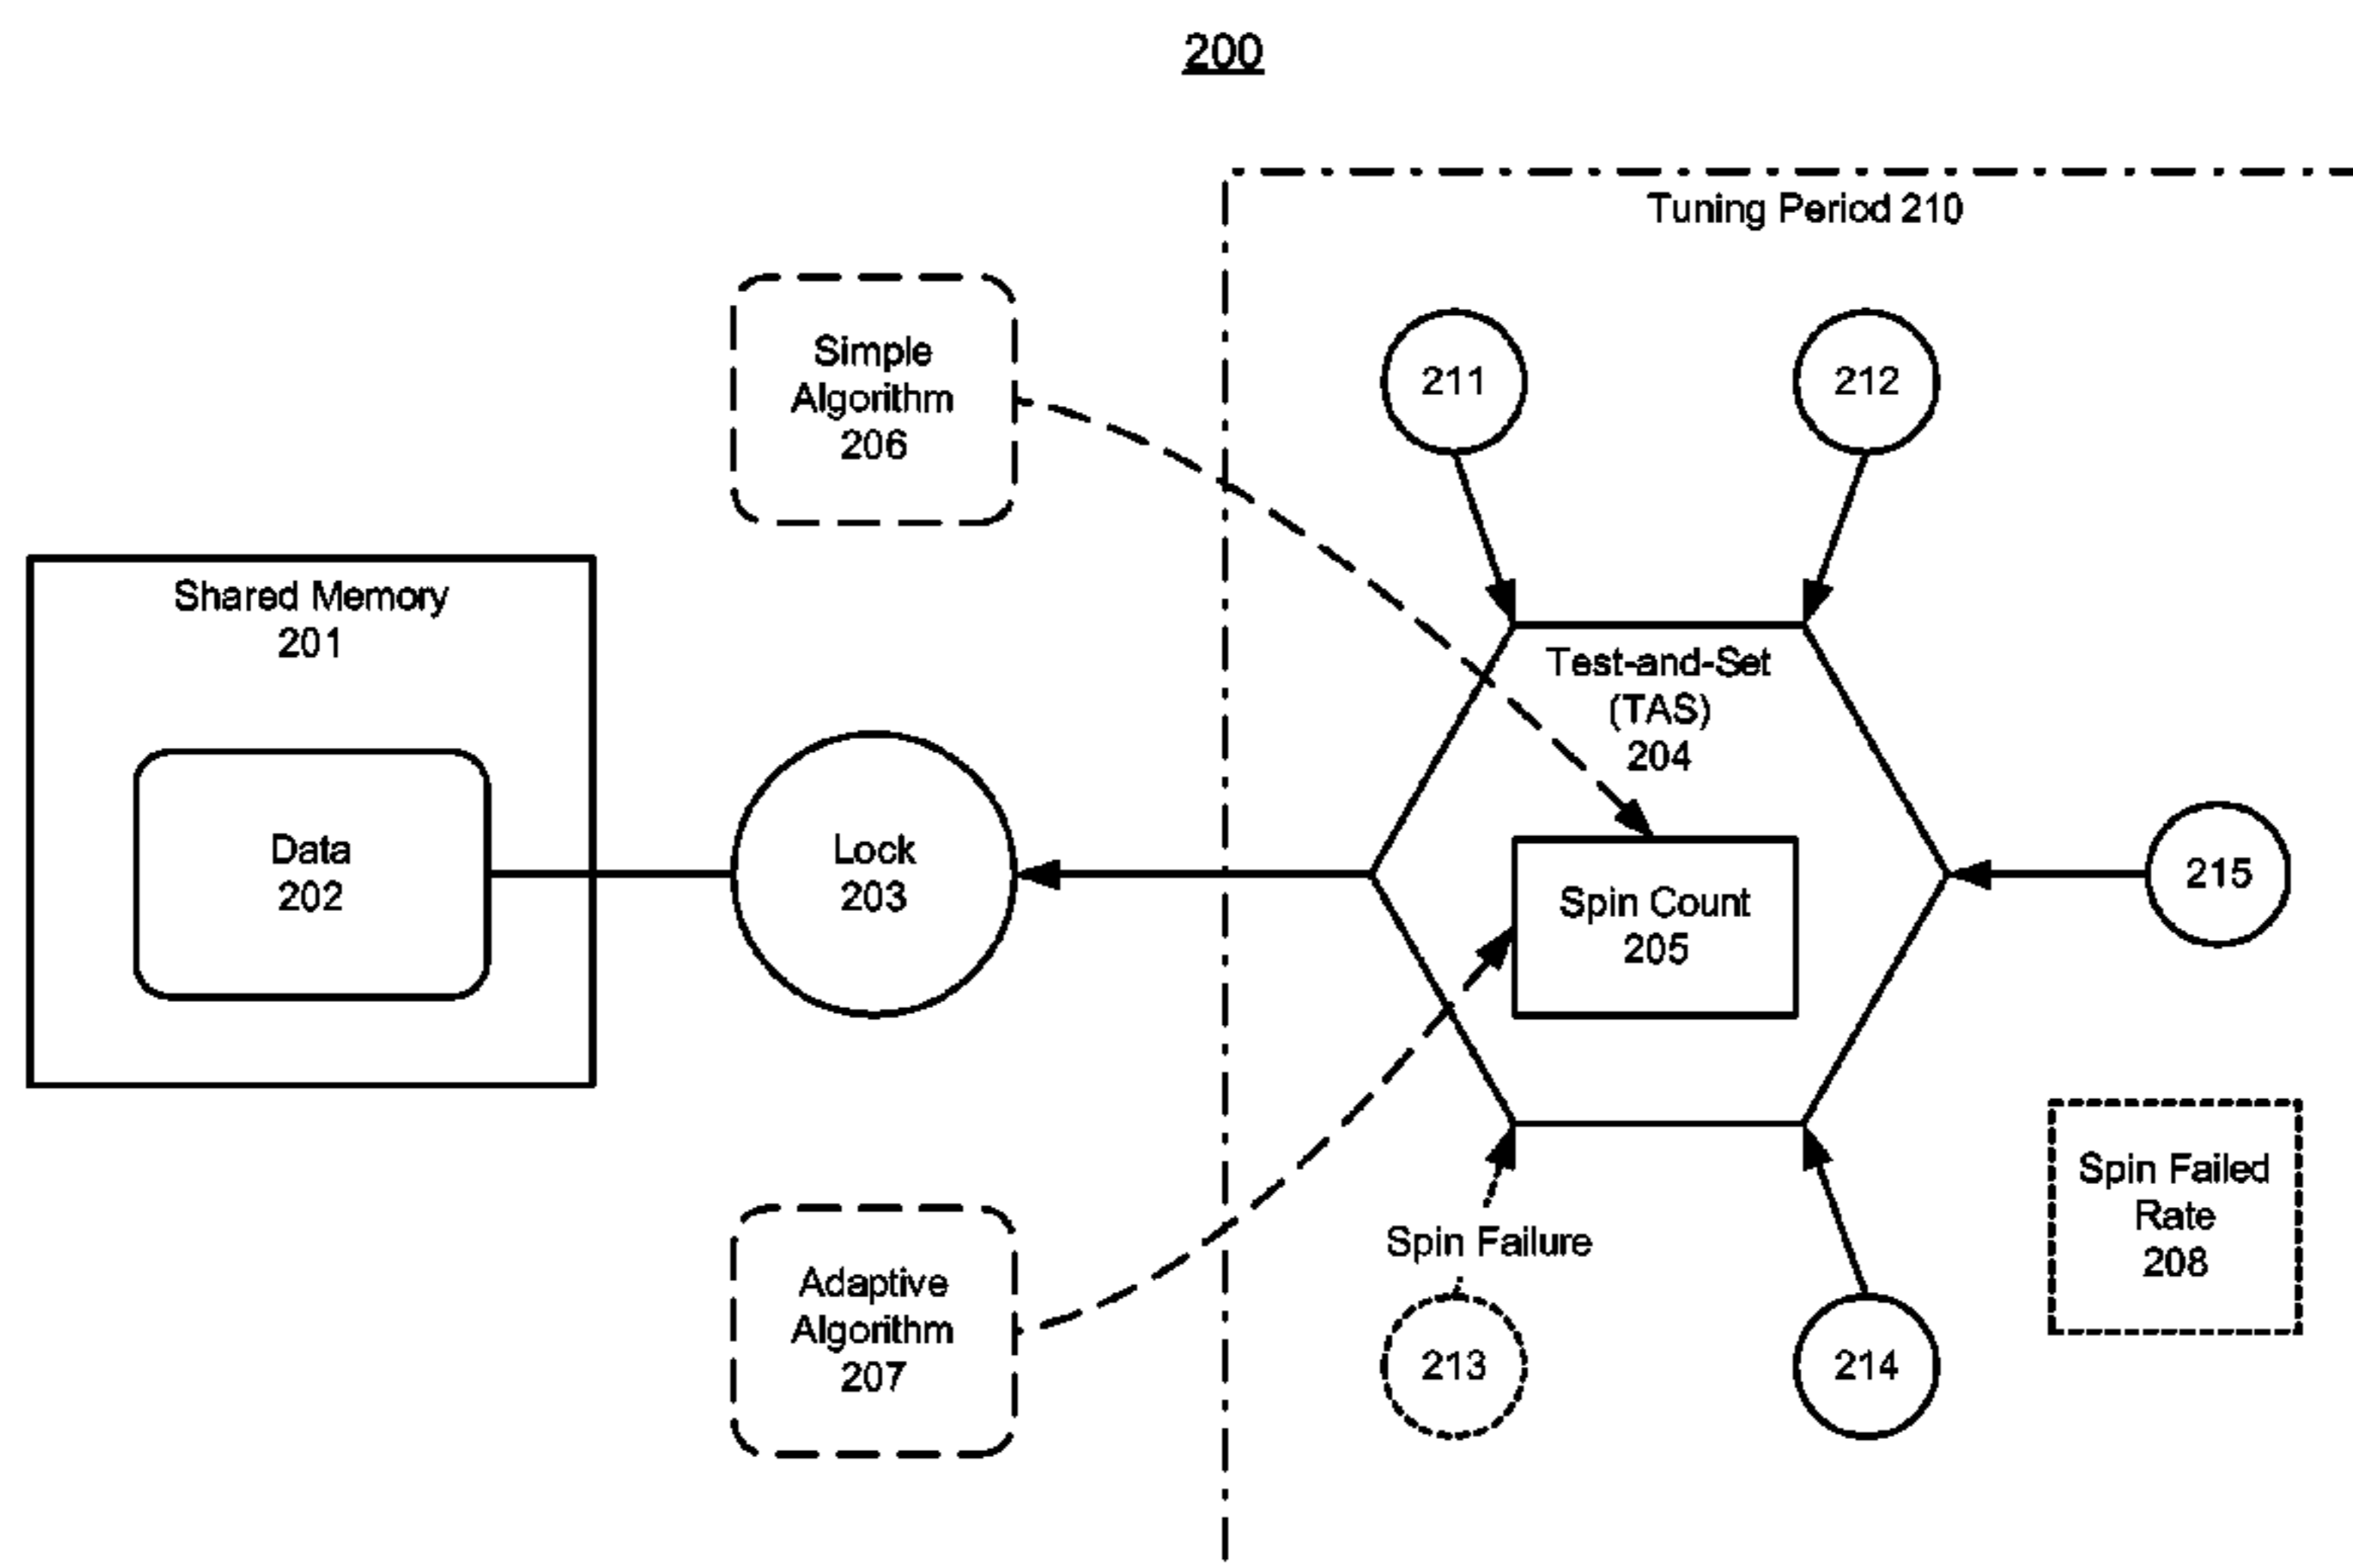 200
Tuning Period 210
Simple
Algorithm
206
211
212
Shared Memory
201
Test-and-Set
(TAS)
204
Data
202
Lock
203
Spin Count
205
215
Spin Failed
Rate
208
Spin Failure
Adaptive
Algorithm
207
213
214